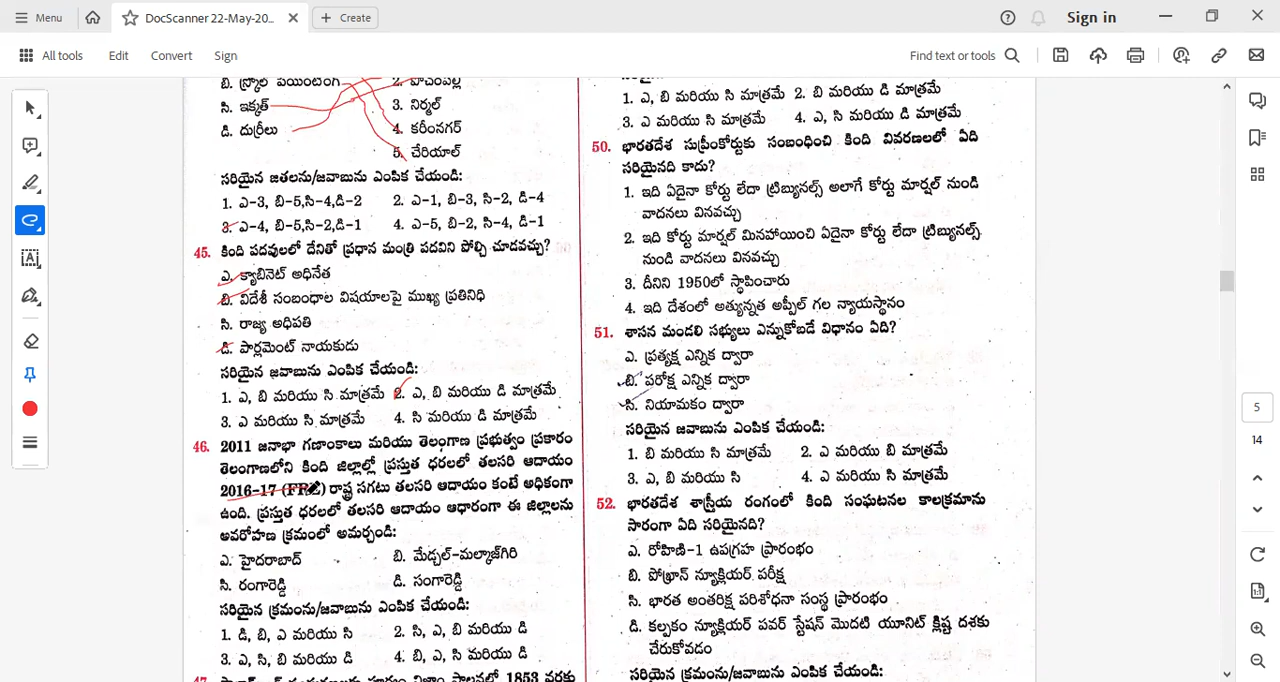 Menu
DocScanner 22-May-20...
Create
Sign in
All tools
Edit
Convert
Sign
Find text or tools
బి. స్క్రోల్ పెయింటింగ్ 2. పోచంపల్లి
సి. ఇక్కత్ 3. నిర్మల్
డి. దుర్రీలు 4. కరీంనగర్
5. చేరియాల్
సరియైన జతలను/జవాబును ఎంపిక చేయండి:
1. ఎ-3, బి-5,సి-4,డి-2 2. ఎ-1, బి-3, సి-2, డి-4
3. ఎ-4, బి-5,సి-2,డి-1 4. ఎ-5, బి-2, సి-4, డి-1
45. కింది పదవులలో దేనితో ప్రధాన మంత్రి పదవిని పోల్చి చూడవచ్చు?
ఎ. క్యాబినెట్ అధినేత
బి. విదేశీ సంబంధాల విషయాలపై ముఖ్య ప్రతినిధి
సి. రాజ్య అధిపతి
డి. పార్లమెంట్ నాయకుడు
సరియైన జవాబును ఎంపిక చేయండి:
1. ఎ, బి మరియు సి మాత్రమే 2. ఎ, బి మరియు డి మాత్రమే
3. ఎ మరియు సి మాత్రమే 4. సి మరియు డి మాత్రమే
46. 2011 జనాభా గణాంకాలు మరియు తెలంగాణ ప్రభుత్వం ప్రకారం
తెలంగాణలోని కింది జిల్లాల్లో ప్రస్తుత ధరలలో తలసరి ఆదాయం
2016-17 (FRE) రాష్ట్ర సగటు తలసరి ఆదాయం కంటే అధికంగా
ఉంది. ప్రస్తుత ధరలలో తలసరి ఆదాయం ఆధారంగా ఈ జిల్లాలను
అవరోహణ క్రమంలో అమర్చండి:
ఎ. హైదరాబాద్ బి. మేడ్చల్-మల్కాజ్‌గిరి
సి. రంగారెడ్డి డి. సంగారెడ్డి
సరియైన క్రమంను/జవాబును ఎంపిక చేయండి:
1. డి, బి, ఎ మరియు సి 2. సి, ఎ, బి మరియు డి
3. ఎ, సి, బి మరియు డి 4. బి, ఎ, సి మరియు డి
47. 1853 వరకు
1. ఎ, బి మరియు సి మాత్రమే 2. బి మరియు డి మాత్రమే
3. ఎ మరియు సి మాత్రమే 4. ఎ, సి మరియు డి మాత్రమే
50. భారతదేశ సుప్రీంకోర్టుకు సంబంధించి కింది వివరణలలో ఏది
సరియైనది కాదు?
1. ఇది ఏదైనా కోర్టు లేదా ట్రిబ్యునల్స్ అలాగే కోర్టు మార్షల్ నుండి
వాదనలు వినవచ్చు
2. ఇది కోర్టు మార్షల్ మినహాయించి ఏదైనా కోర్టు లేదా ట్రిబ్యునల్స్
నుండి వాదనలు వినవచ్చు
3. దీనిని 1950లో స్థాపించారు
4. ఇది దేశంలో అత్యున్నత అప్పీల్ గల న్యాయస్థానం
51. శాసన మండలి సభ్యులు ఎన్నుకోబడే విధానం ఏది?
ఎ. ప్రత్యక్ష ఎన్నిక ద్వారా
బి. పరోక్ష ఎన్నిక ద్వారా
సి. నియామకం ద్వారా
సరియైన జవాబును ఎంపిక చేయండి:
1. బి మరియు సి మాత్రమే 2. ఎ మరియు బి మాత్రమే
3. ఎ, బి మరియు సి 4. ఎ మరియు సి మాత్రమే
52. భారతదేశ శాస్త్రీయ రంగంలో కింది సంఘటనల కాలక్రమాను
సారంగా ఏది సరియైనది?
ఎ. రోహిణి-1 ఉపగ్రహ ప్రారంభం
బి. పోఖ్రాన్ న్యూక్లియర్ పరీక్ష
సి. భారత అంతరిక్ష పరిశోధనా సంస్థ ప్రారంభం
డి. కల్పకం న్యూక్లియర్ పవర్ స్టేషన్ మొదటి యూనిట్ క్లిష్ట దశకు
చేరుకోవడం
సరియైన క్రమంను/జవాబును ఎంపిక చేయండి:
5
14